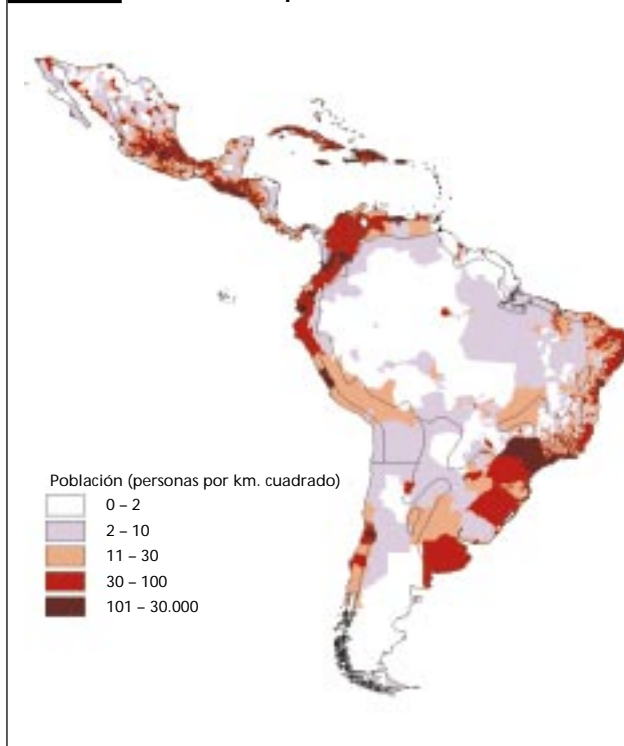 Población (personas por km. cuadrado)
0 – 2
2 – 10
11 – 30
30 – 100
101 – 30.000